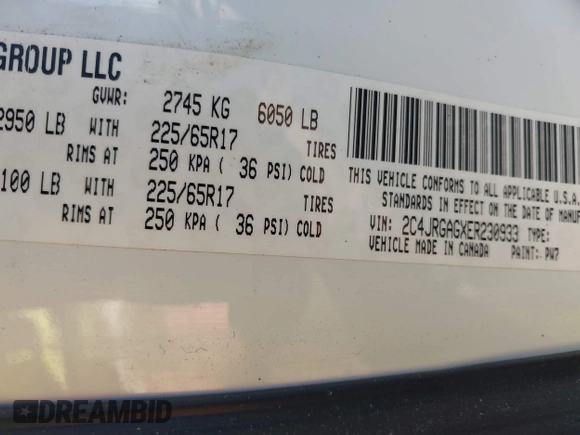 GROUP LLC
GVWR: 2745 KG 6050 LB
2950 LB WITH 225/65R17 TIRES
RIMS AT 250 KPA ( 36 PSI) COLD
100 LB WITH 225/65R17 TIRES
RIMS AT 250 KPA ( 36 PSI) COLD
THIS VEHICLE CONFORMS TO ALL APPLICABLE U.S.A.
STANDARDS IN EFFECT ON THE DATE OF MANUF
VIN: 2C4JRGAGXER230933 TYPE:
VEHICLE MADE IN CANADA PAINT: PW7
DREAMBID